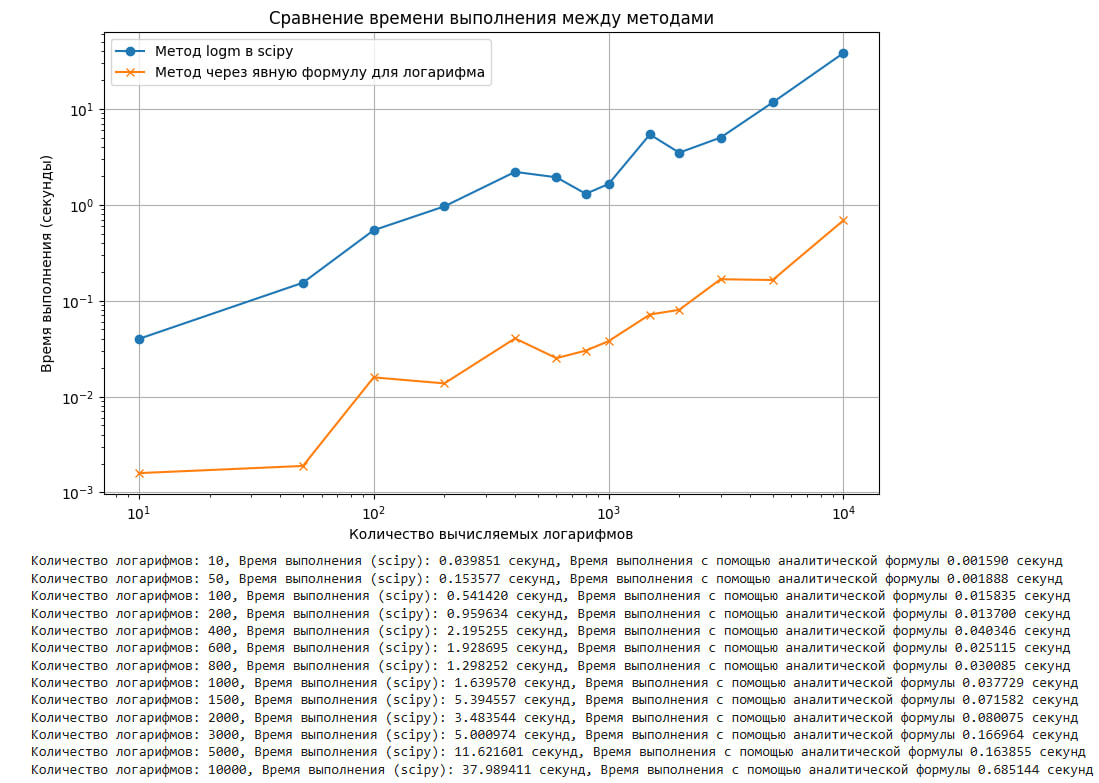 Сравнение времени выполнения между методами
Метод logm в scipy
Метод через явную формулу для логарифма
Время выполнения (секунды)
10¹
10⁰
10⁻¹
10⁻²
10⁻³
10¹ 10² 10³ 10⁴
Количество вычисляемых логарифмов
Количество логарифмов: 10, Время выполнения (scipy): 0.039851 секунд, Время выполнения с помощью аналитической формулы 0.001590 секунд
Количество логарифмов: 50, Время выполнения (scipy): 0.153577 секунд, Время выполнения с помощью аналитической формулы 0.001888 секунд
Количество логарифмов: 100, Время выполнения (scipy): 0.541420 секунд, Время выполнения с помощью аналитической формулы 0.015835 секунд
Количество логарифмов: 200, Время выполнения (scipy): 0.959634 секунд, Время выполнения с помощью аналитической формулы 0.013700 секунд
Количество логарифмов: 400, Время выполнения (scipy): 2.195255 секунд, Время выполнения с помощью аналитической формулы 0.040346 секунд
Количество логарифмов: 600, Время выполнения (scipy): 1.928695 секунд, Время выполнения с помощью аналитической формулы 0.025115 секунд
Количество логарифмов: 800, Время выполнения (scipy): 1.298252 секунд, Время выполнения с помощью аналитической формулы 0.030085 секунд
Количество логарифмов: 1000, Время выполнения (scipy): 1.639570 секунд, Время выполнения с помощью аналитической формулы 0.037729 секунд
Количество логарифмов: 1500, Время выполнения (scipy): 5.394557 секунд, Время выполнения с помощью аналитической формулы 0.071582 секунд
Количество логарифмов: 2000, Время выполнения (scipy): 3.483544 секунд, Время выполнения с помощью аналитической формулы 0.080075 секунд
Количество логарифмов: 3000, Время выполнения (scipy): 5.000974 секунд, Время выполнения с помощью аналитической формулы 0.166964 секунд
Количество логарифмов: 5000, Время выполнения (scipy): 11.621601 секунд, Время выполнения с помощью аналитической формулы 0.163855 секунд
Количество логарифмов: 10000, Время выполнения (scipy): 37.989411 секунд, Время выполнения с помощью аналитической формулы 0.685144 секунд